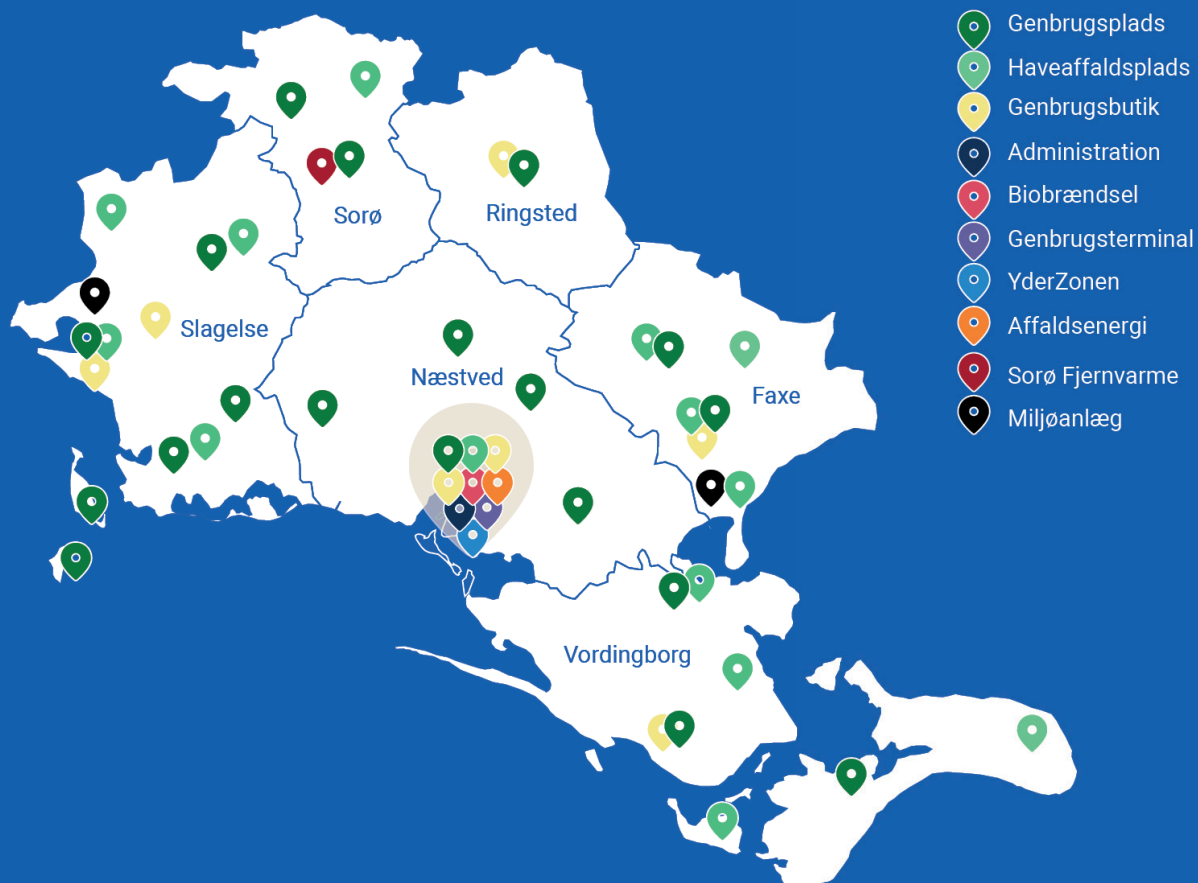 Genbrugsplads
Haveaffaldsplads
Genbrugsbutik
Administration
Biobrændsel
Genbrugsterminal
YderZonen
Affaldsenergi
Sorø Fjernvarme
Miljøanlæg
Sorø
Ringsted
Slagelse
Næstved
Faxe
Vordingborg